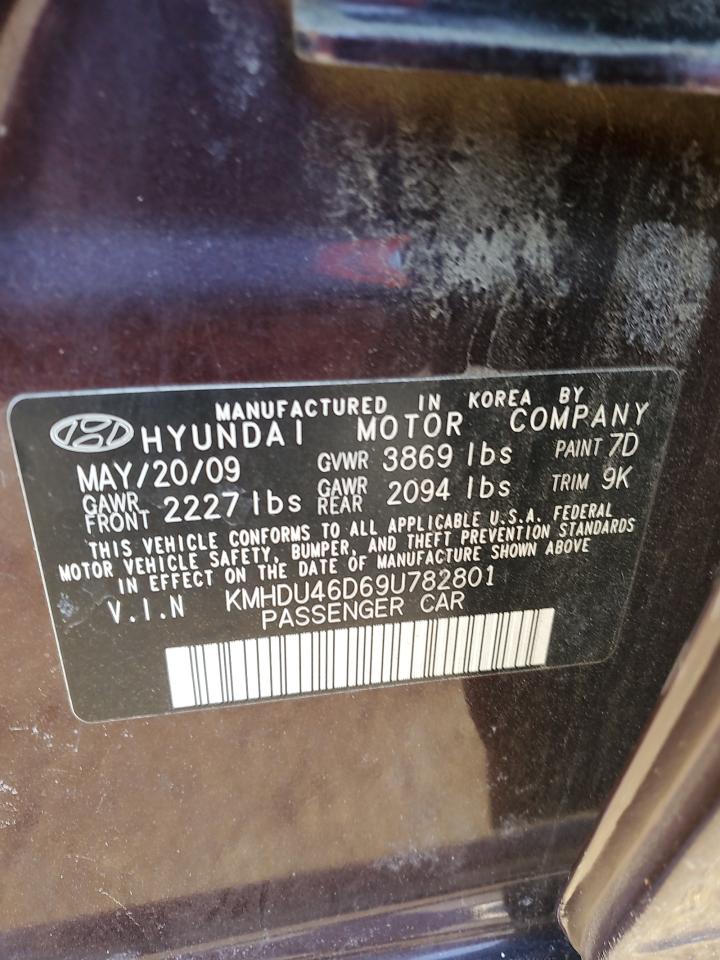 MANUFACTURED IN KOREA BY
HYUNDAI MOTOR COMPANY
MAY/20/09 GVWR 3869 lbs PAINT 7D
GAWR FRONT 2227 lbs GAWR REAR 2094 lbs TRIM 9K
THIS VEHICLE CONFORMS TO ALL APPLICABLE U.S.A. FEDERAL
MOTOR VEHICLE SAFETY, BUMPER, AND THEFT PREVENTION STANDARDS
IN EFFECT ON THE DATE OF MANUFACTURE SHOWN ABOVE
V.I.N KMHDU46D69U782801
PASSENGER CAR